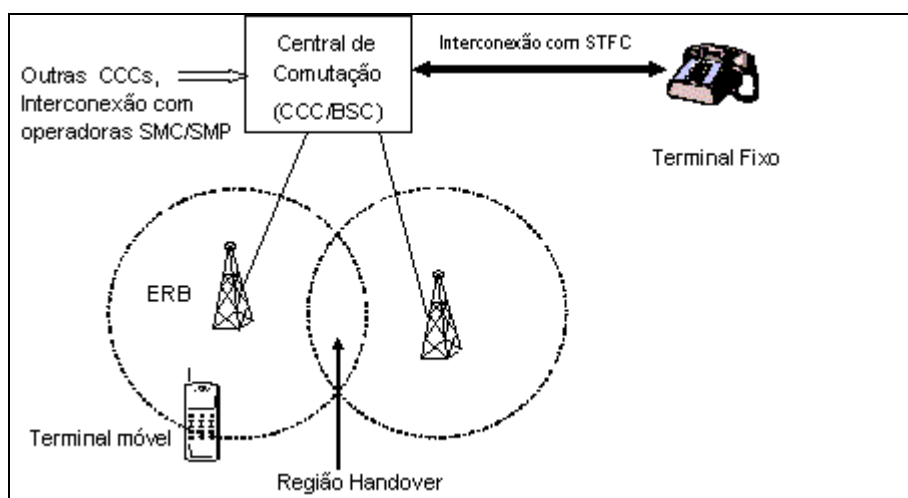 Central de
Comutação
(CCC/BSC)
Interconexão com STFC
Outras CCCs,
Interconexão com
operadoras SMC/SMP
Terminal Fixo
ERB
Terminal móvel
Região Handover